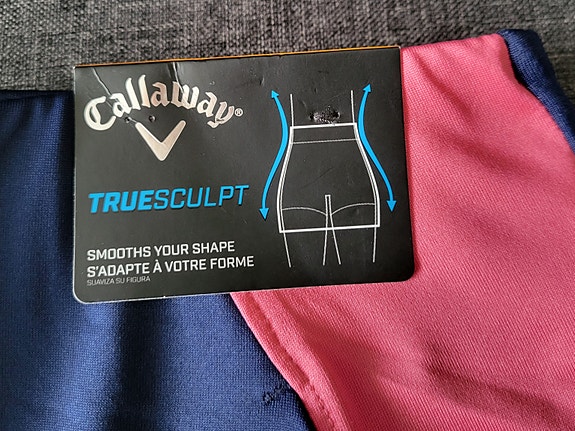 Callaway®
TRUESCULPT
SMOOTHS YOUR SHAPE
S'ADAPTE À VOTRE FORME
SUAVIZA SU FIGURA